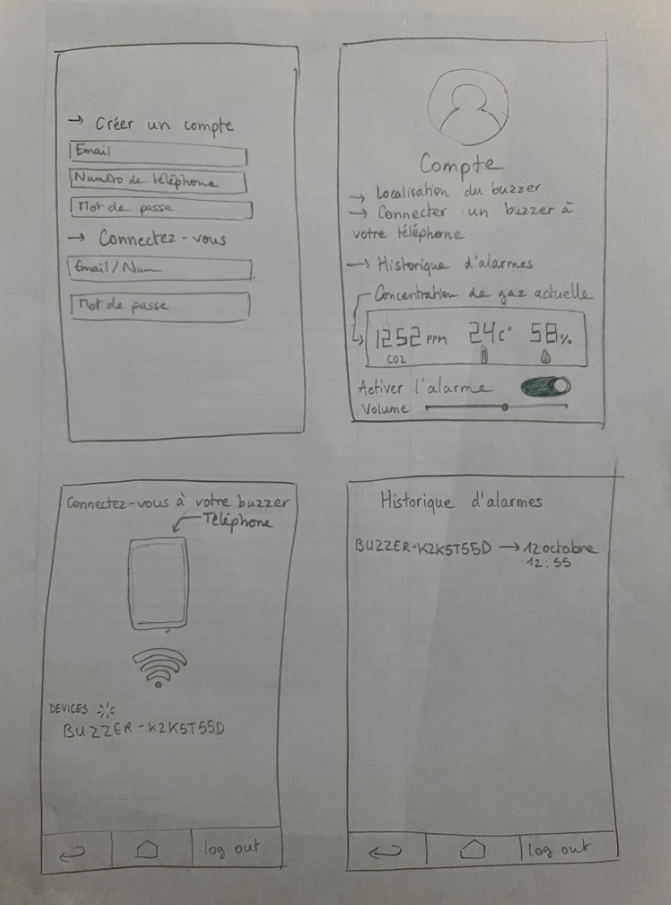 → Créer un compte
Email
Numéro de téléphone
Mot de passe
→ Connectez-vous
Email/Num
Mot de passe
Compte
→ Localisation du buzzer
→ Connecter un buzzer à
votre téléphone
→ Historique d'alarmes
Concentration de gaz actuelle
1252 PPM 24c° 58%
CO2
Activer l'alarme
Volume
Connectez-vous à votre buzzer
Téléphone
DEVICES
BUZZER-K2K5T55D
log out
Historique d'alarmes
BUZZER-K2K5T55D → 12 octobre
12:55
log out